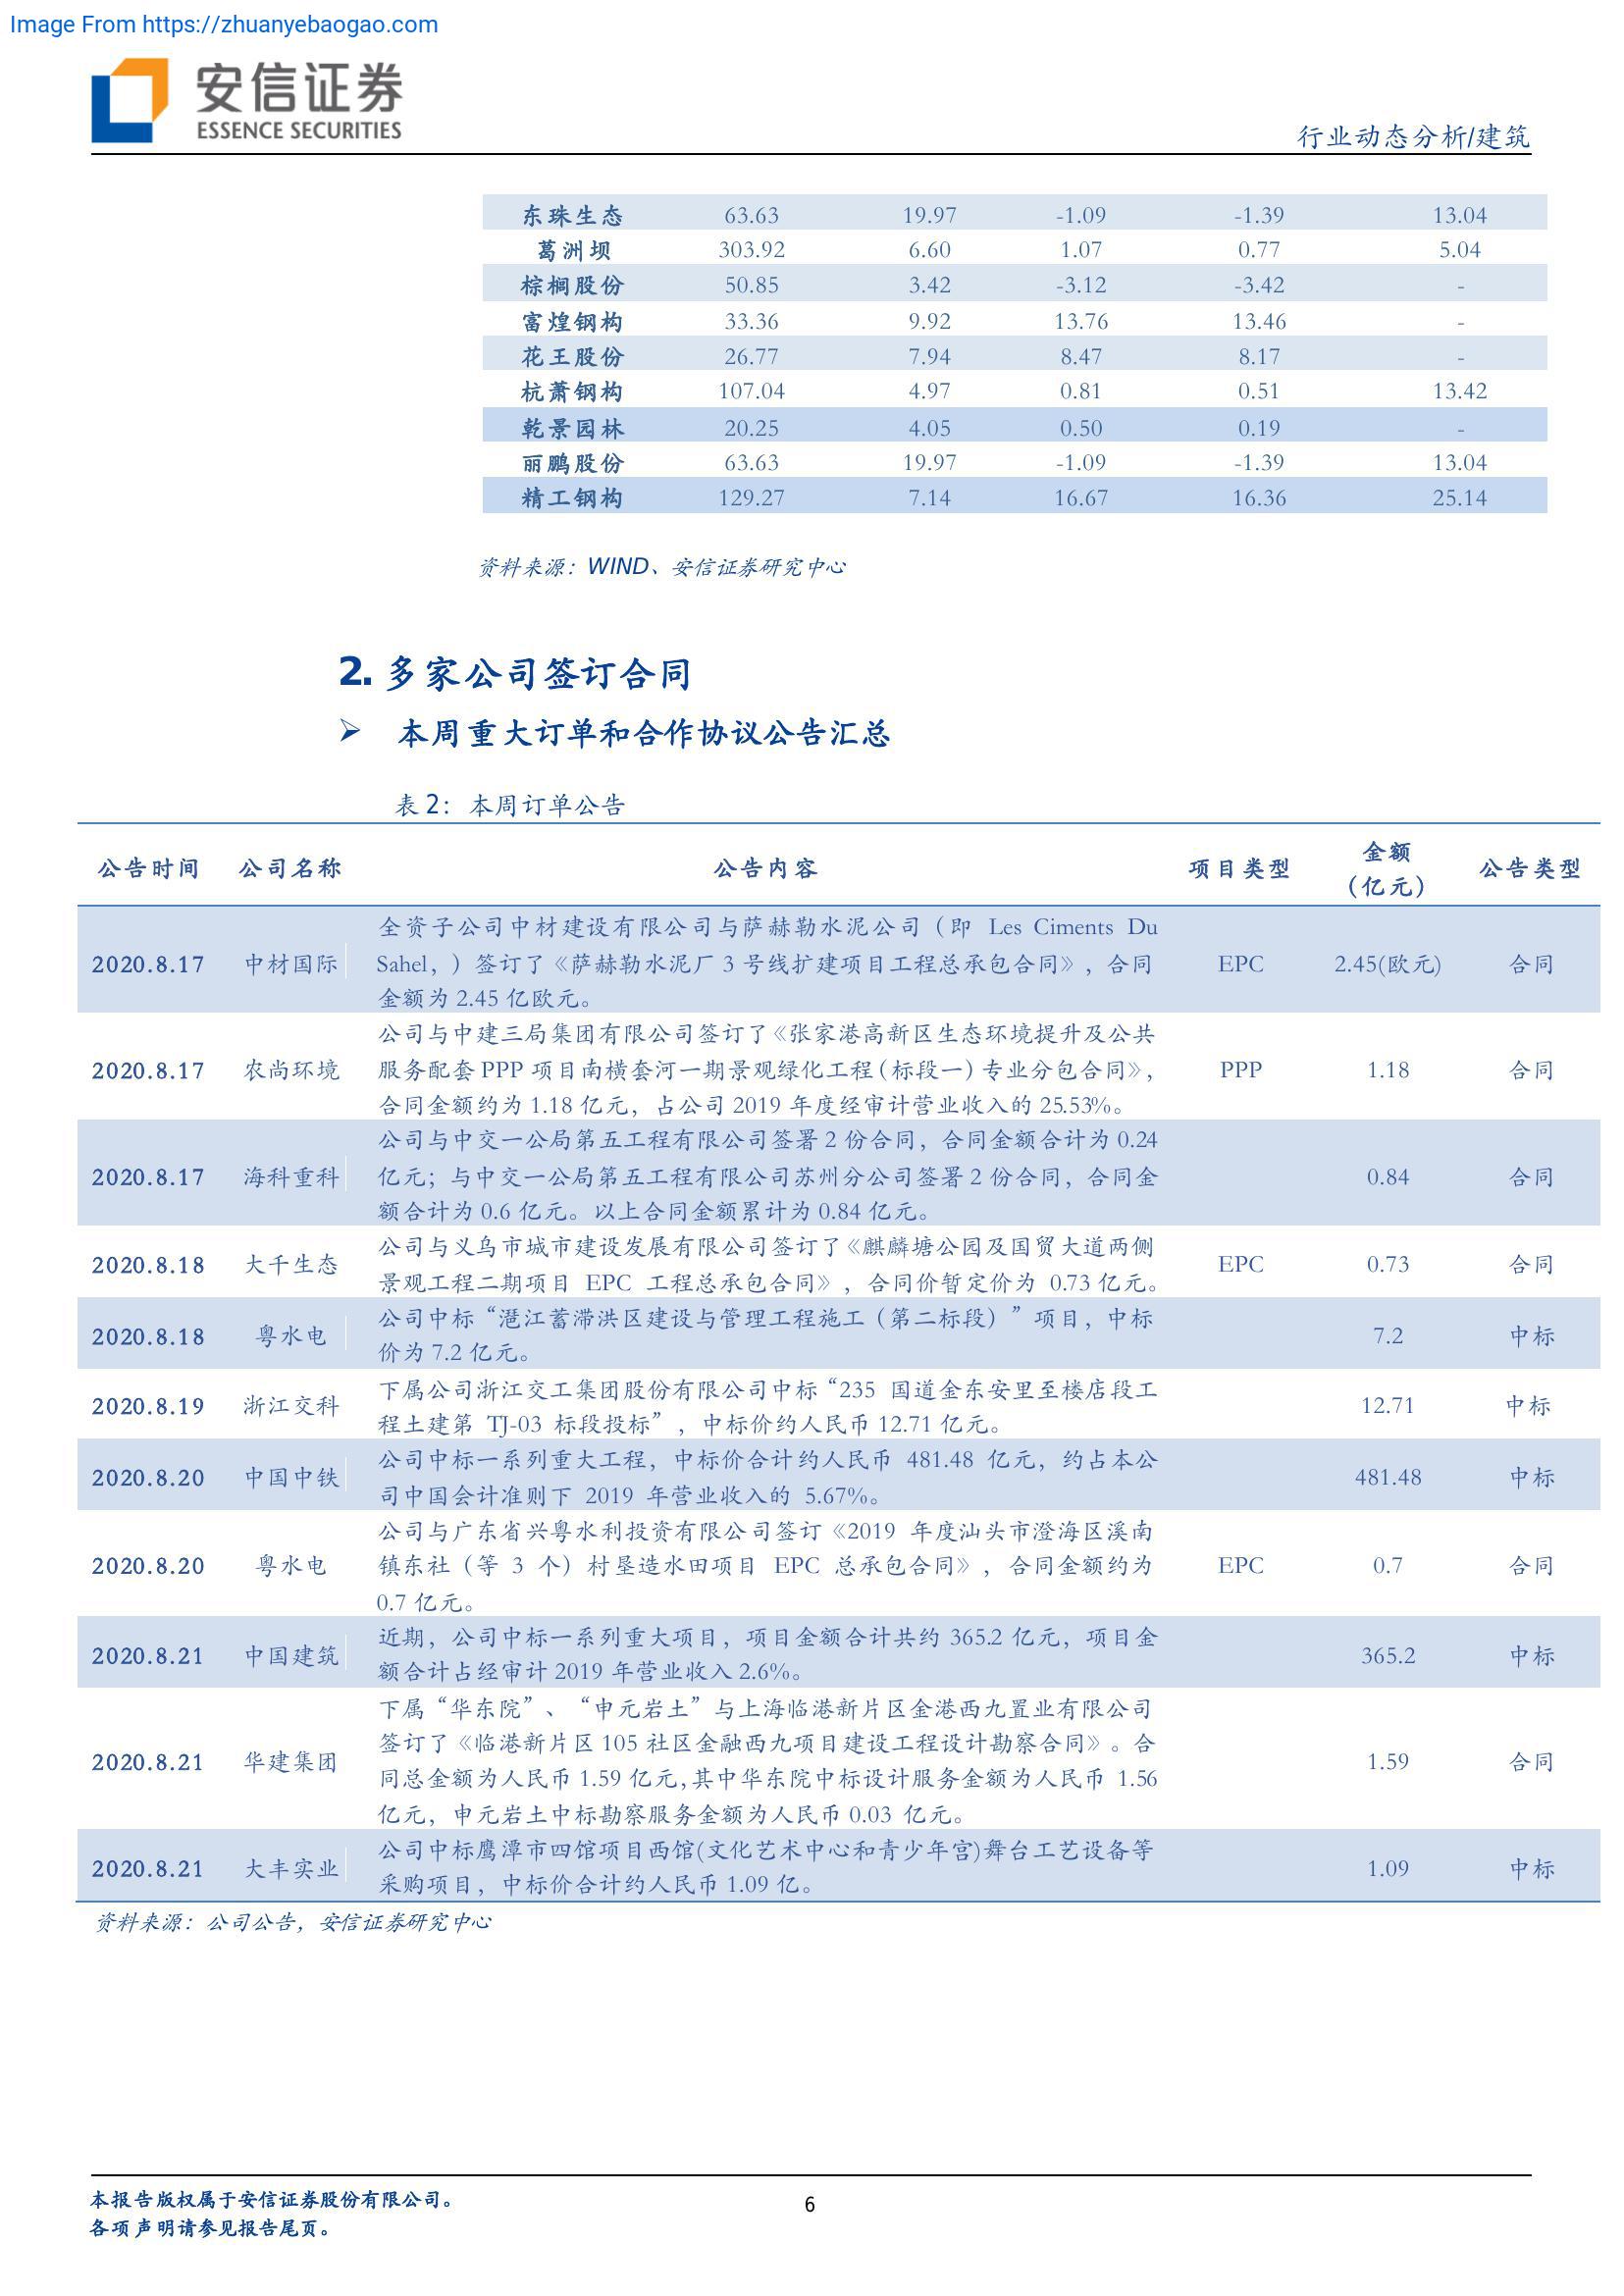 Image From https://zhuanyebaogao.com
安信证券
ESSENCE SECURITIES
行业动态分析/建筑
东珠生态 63.63 19.97 -1.09 -1.39 13.04
葛洲坝 303.92 6.60 1.07 0.77 5.04
棕榈股份 50.85 3.42 -3.12 -3.42 -
富煌钢构 33.36 9.92 13.76 13.46 -
花王股份 26.77 7.94 8.47 8.17 -
杭萧钢构 107.04 4.97 0.81 0.51 13.42
乾景园林 20.25 4.05 0.50 0.19 -
丽鹏股份 63.63 19.97 -1.09 -1.39 13.04
精工钢构 129.27 7.14 16.67 16.36 25.14
资料来源：WIND、安信证券研究中心
2. 多家公司签订合同
➢ 本周重大订单和合作协议公告汇总
表 2：本周订单公告
公告时间 公司名称 公告内容 项目类型 金额（亿元） 公告类型
全资子公司中材建设有限公司与萨赫勒水泥公司（即 Les Ciments Du
2020.8.17 中材国际 Sahel，）签订了《萨赫勒水泥厂 3 号线扩建项目工程总承包合同》，合同 EPC 2.45(欧元) 合同
金额为 2.45 亿欧元。
公司与中建三局集团有限公司签订了《张家港高新区生态环境提升及公共
2020.8.17 农尚环境 服务配套 PPP 项目南横套河一期景观绿化工程（标段一）专业分包合同》， PPP 1.18 合同
合同金额约为 1.18 亿元，占公司 2019 年度经审计营业收入的 25.53%。
公司与中交一公局第五工程有限公司签署 2 份合同，合同金额合计为 0.24
2020.8.17 海科重科 亿元；与中交一公局第五工程有限公司苏州分公司签署 2 份合同，合同金 0.84 合同
额合计为 0.6 亿元。以上合同金额累计为 0.84 亿元。
公司与义乌市城市建设发展有限公司签订了《麒麟塘公园及国贸大道两侧
2020.8.18 大千生态 景观工程二期项目 EPC 工程总承包合同》，合同价暂定价为 0.73 亿元。 EPC 0.73 合同
公司中标“潖江蓄滞洪区建设与管理工程施工（第二标段）”项目，中标
2020.8.18 粤水电 价为 7.2 亿元。 7.2 中标
下属公司浙江交工集团股份有限公司中标“235 国道金东安里至楼店段工
2020.8.19 浙江交科 程土建第 TJ-03 标段投标”，中标价约人民币 12.71 亿元。 12.71 中标
公司中标一系列重大工程，中标价合计约人民币 481.48 亿元，约占本公
2020.8.20 中国中铁 司中国会计准则下 2019 年营业收入的 5.67%。 481.48 中标
公司与广东省兴粤水利投资有限公司签订《2019 年度汕头市澄海区溪南
2020.8.20 粤水电 镇东社（等 3 个）村垦造水田项目 EPC 总承包合同》，合同金额约为 EPC 0.7 合同
0.7 亿元。
近期，公司中标一系列重大项目，项目金额合计共约 365.2 亿元，项目金
2020.8.21 中国建筑 额合计占经审计 2019 年营业收入 2.6%。 365.2 中标
下属“华东院”、“申元岩土”与上海临港新片区金港西九置业有限公司
签订了《临港新片区 105 社区金融西九项目建设工程设计勘察合同》。合
2020.8.21 华建集团 同总金额为人民币 1.59 亿元,其中华东院中标设计服务金额为人民币 1.56 1.59 合同
亿元，申元岩土中标勘察服务金额为人民币 0.03 亿元。
公司中标鹰潭市四馆项目西馆(文化艺术中心和青少年宫)舞台工艺设备等
2020.8.21 大丰实业 采购项目，中标价合计约人民币 1.09 亿。 1.09 中标
资料来源：公司公告，安信证券研究中心
本报告版权属于安信证券股份有限公司。
各项声明请参见报告尾页。
6